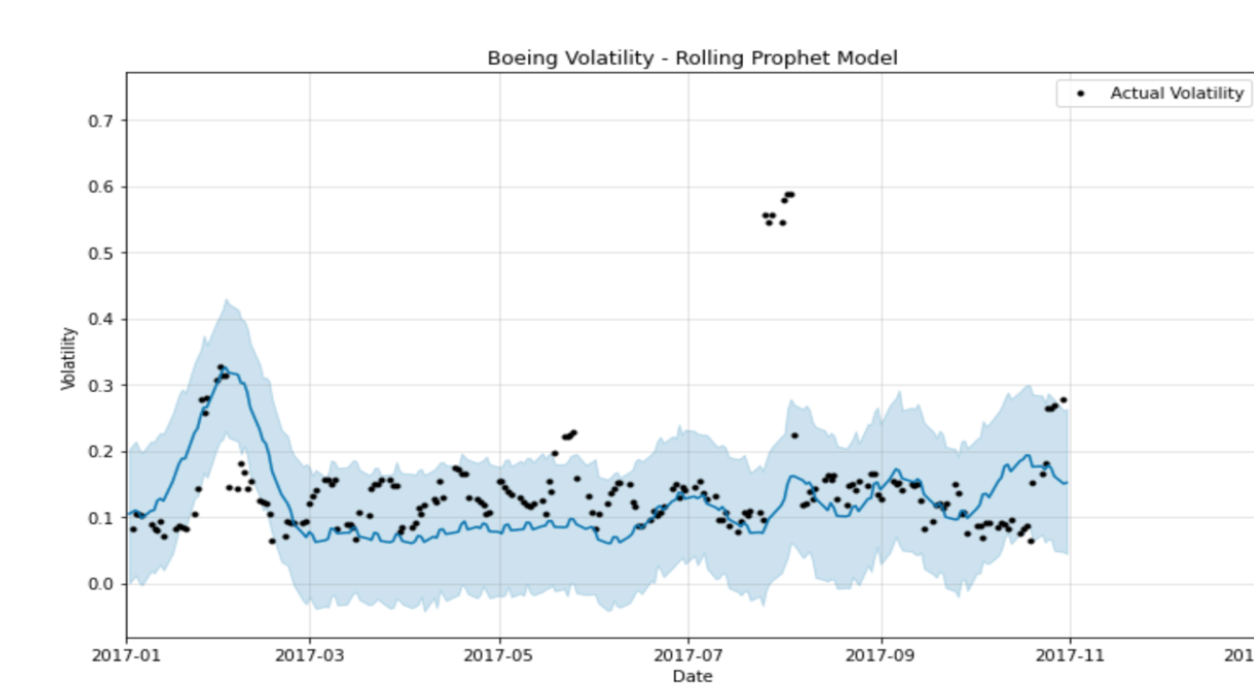 Boeing Volatility - Rolling Prophet Model
Actual Volatility
0.7
0.6
0.5
0.4
0.3
0.2
0.1
0.0
Volatility
2017-01 2017-03 2017-05 2017-07 2017-09 2017-11 201
Date